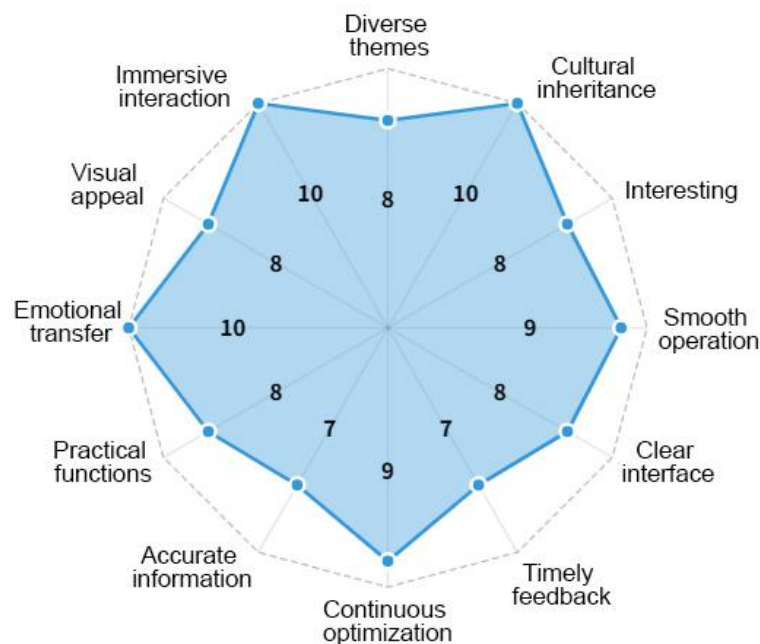 Diverse
themes
Cultural
inheritance
Immersive
interaction
Visual
appeal
Interesting
10
8
10
8
8
Emotional
transfer
10
9
Smooth
operation
8
8
Practical
functions
7
7
Clear
interface
9
Accurate
information
Timely
feedback
Continuous
optimization